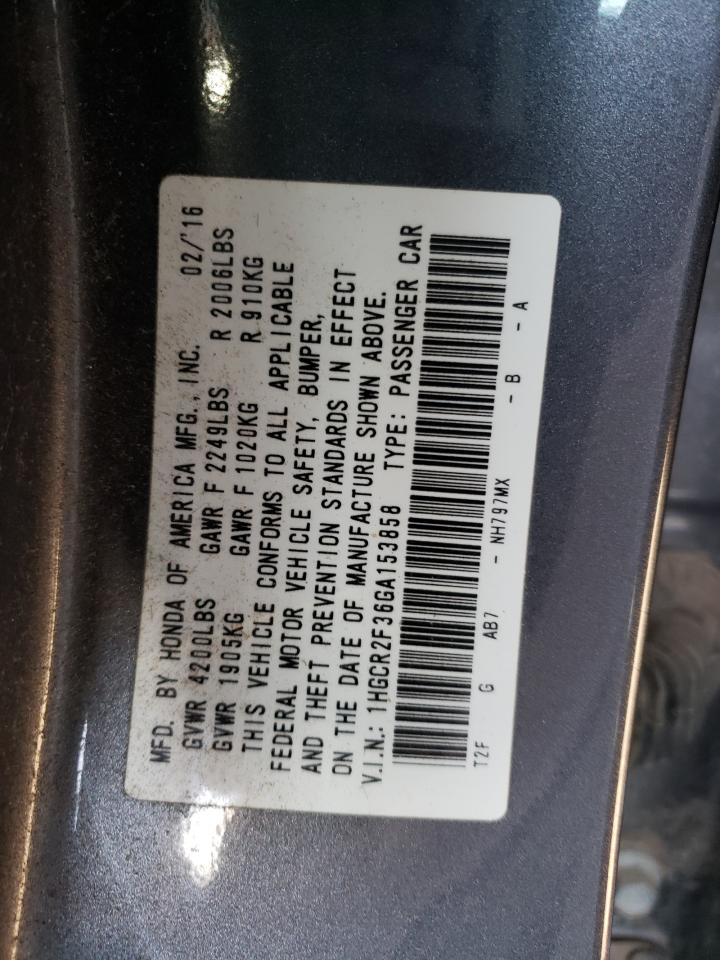 MFD. BY HONDA OF AMERICA MFG., INC. 02/'16
GVWR 4200LBS GAWR F 2249LBS R 2006LBS
GVWR 1905KG GAWR F 1020KG R 910KG
THIS VEHICLE CONFORMS TO ALL APPLICABLE
FEDERAL MOTOR VEHICLE SAFETY, BUMPER,
AND THEFT PREVENTION STANDARDS IN EFFECT
ON THE DATE OF MANUFACTURE SHOWN ABOVE.
V.I.N.: 1HGCR2F36GA153858 TYPE: PASSENGER CAR
T2F G AB7 - NH797MX - B - A